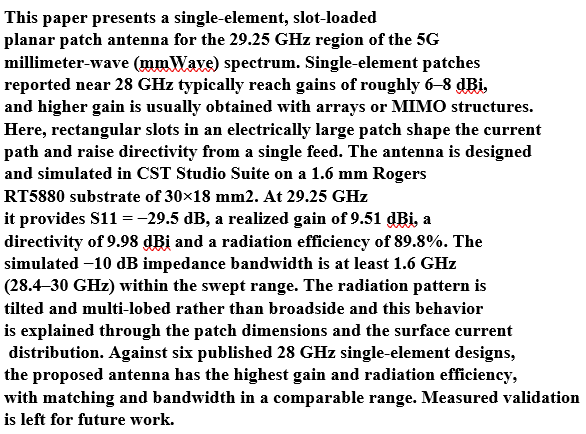 This paper presents a single-element, slot-loaded
planar patch antenna for the 29.25 GHz region of the 5G
millimeter-wave (mmWave) spectrum. Single-element patches
reported near 28 GHz typically reach gains of roughly 6–8 dBi,
and higher gain is usually obtained with arrays or MIMO structures.
Here, rectangular slots in an electrically large patch shape the current
path and raise directivity from a single feed. The antenna is designed
and simulated in CST Studio Suite on a 1.6 mm Rogers
RT5880 substrate of 30×18 mm2. At 29.25 GHz
it provides S11 = −29.5 dB, a realized gain of 9.51 dBi, a
directivity of 9.98 dBi and a radiation efficiency of 89.8%. The
simulated −10 dB impedance bandwidth is at least 1.6 GHz
(28.4–30 GHz) within the swept range. The radiation pattern is
tilted and multi-lobed rather than broadside and this behavior
is explained through the patch dimensions and the surface current
distribution. Against six published 28 GHz single-element designs,
the proposed antenna has the highest gain and radiation efficiency,
with matching and bandwidth in a comparable range. Measured validation
is left for future work.